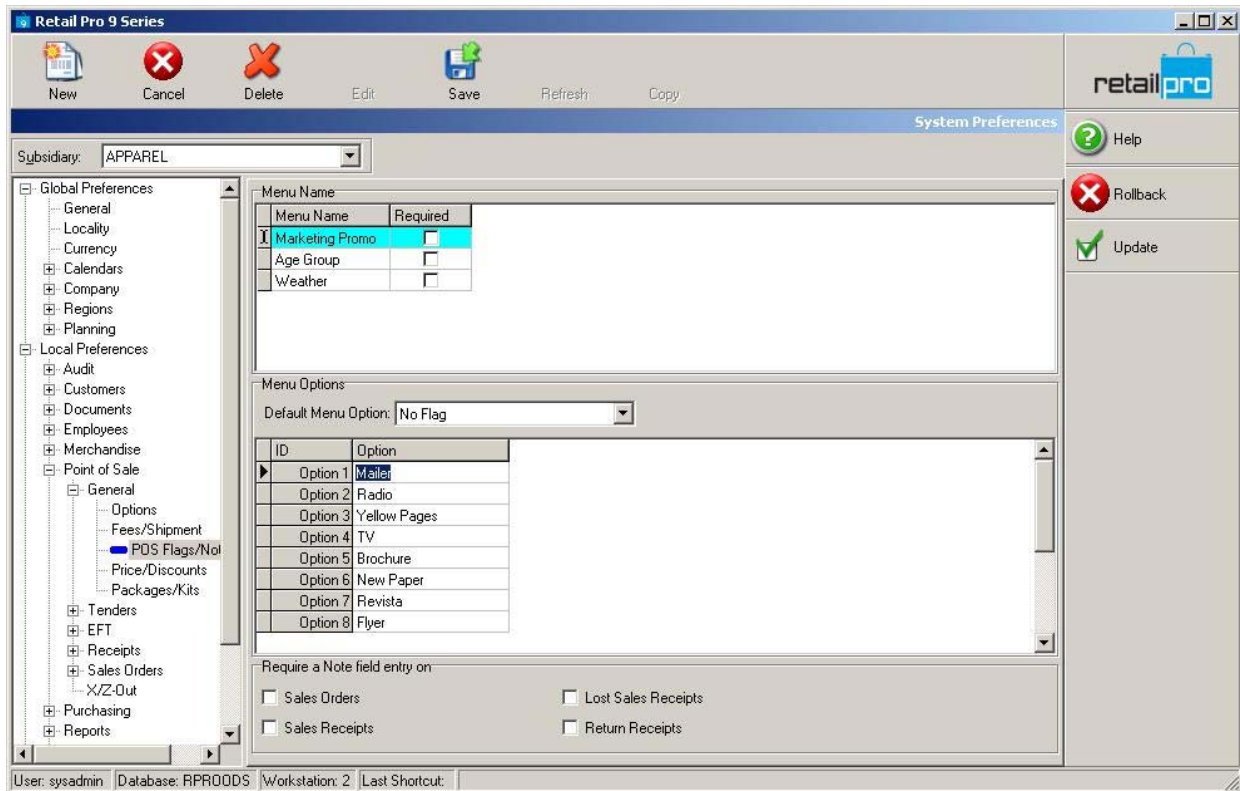 Retail Pro 9 Series
New Cancel Delete Edit Save Refresh Copy
retailpro
System Preferences
Subsidiary: APPAREL
Help
Rollback
Update
Global Preferences
General
Locality
Currency
Calendars
Company
Regions
Planning
Local Preferences
Audit
Customers
Documents
Employees
Merchandise
Point of Sale
General
Options
Fees/Shipment
POS Flags/Not
Price/Discounts
Packages/Kits
Tenders
EFT
Receipts
Sales Orders
X/Z-Out
Purchasing
Reports
Menu Name
Menu Name Required
Marketing Promo
Age Group
Weather
Menu Options
Default Menu Option: No Flag
ID Option
Option 1 Mailer
Option 2 Radio
Option 3 Yellow Pages
Option 4 TV
Option 5 Brochure
Option 6 New Paper
Option 7 Revista
Option 8 Flyer
Require a Note field entry on
Sales Orders Lost Sales Receipts
Sales Receipts Return Receipts
User: sysadmin Database: RPROODS Workstation: 2 Last Shortcut: